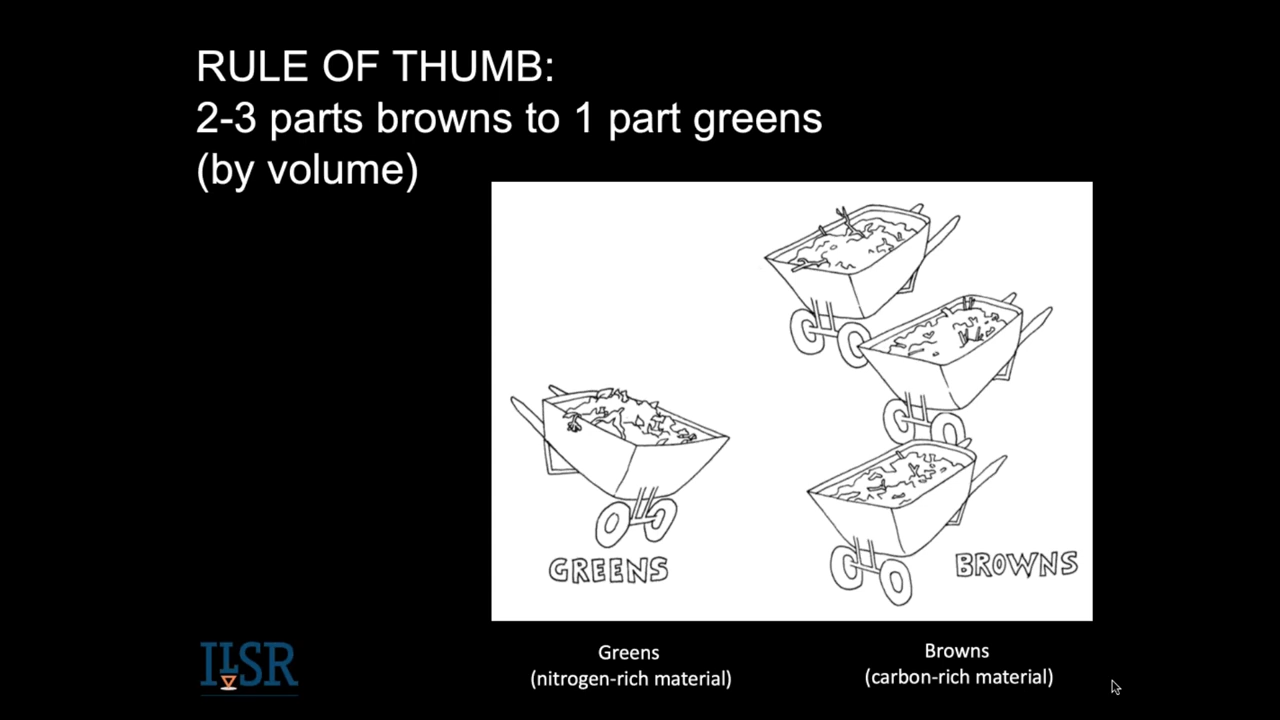 RULE OF THUMB:
2-3 parts browns to 1 part greens
(by volume)
GREENS
BROWNS
Greens
(nitrogen-rich material)
Browns
(carbon-rich material)
ILSR